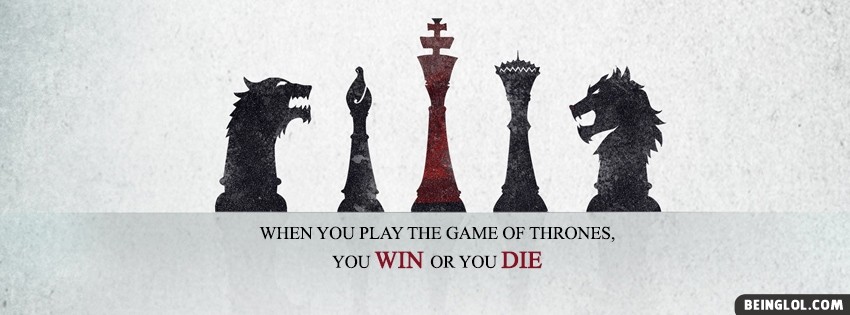 WHEN YOU PLAY THE GAME OF THRONES,
YOU WIN OR YOU DIE
BEINGLOL.COM